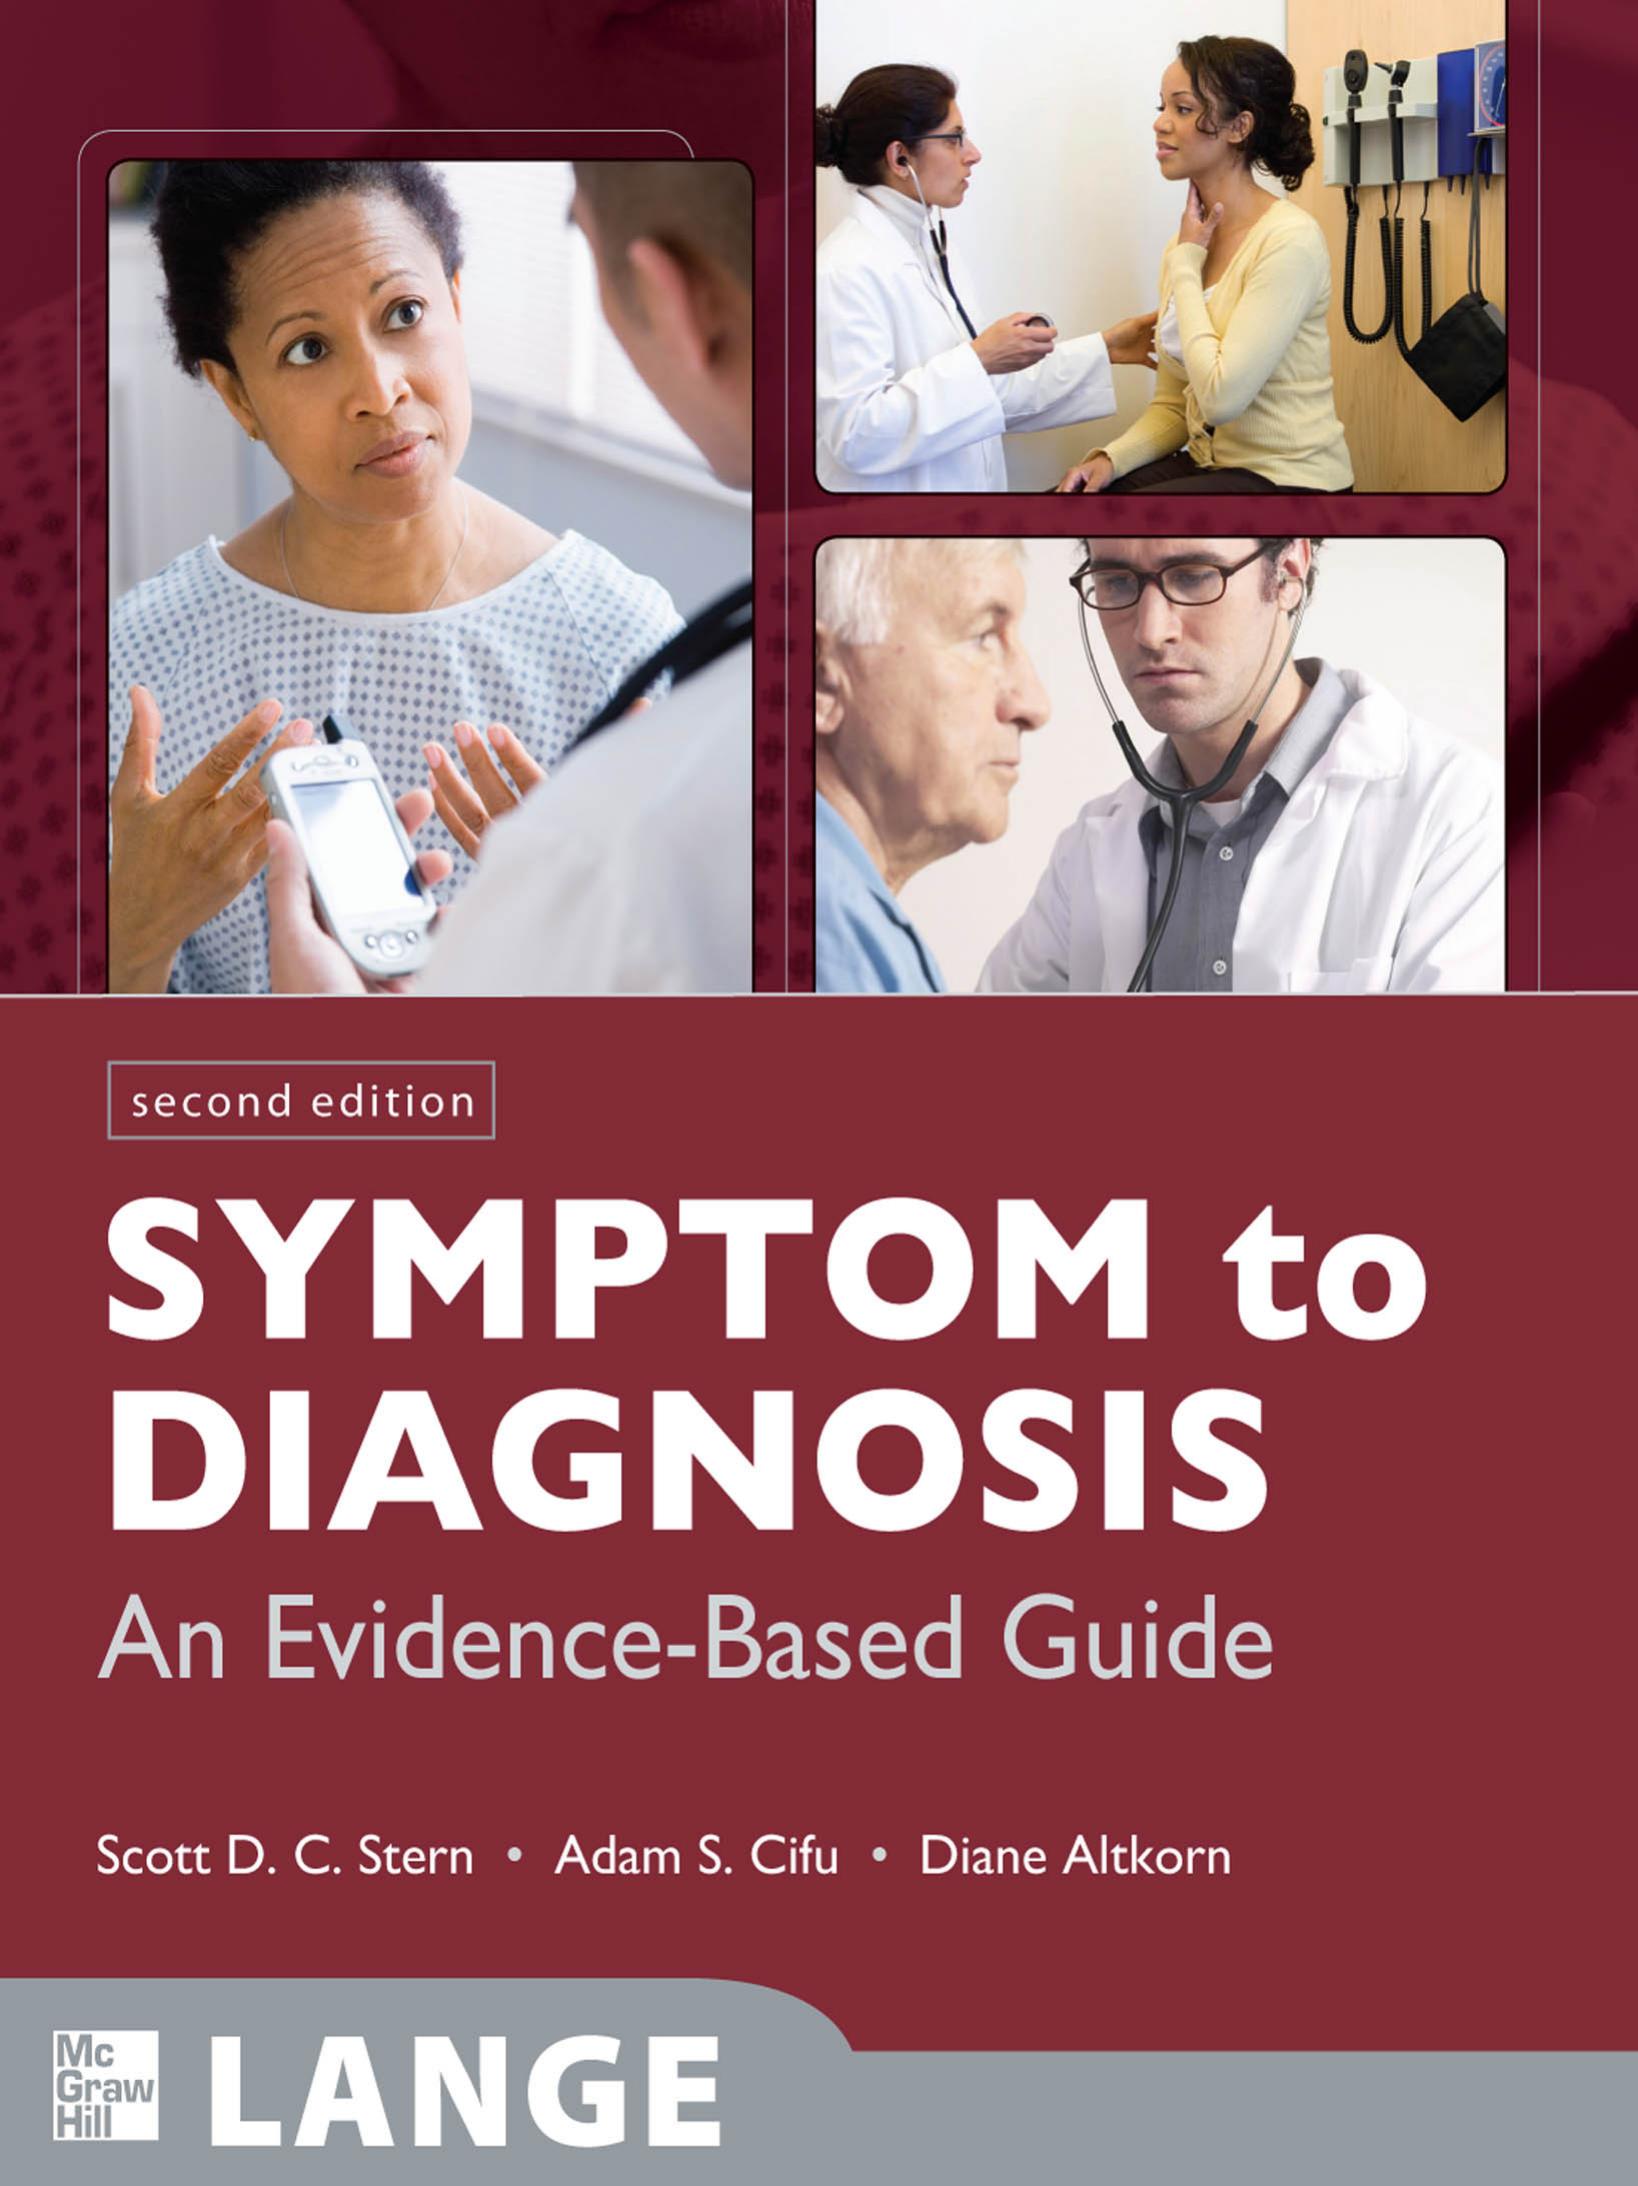 second edition
SYMPTOM to
DIAGNOSIS
An Evidence-Based Guide
Scott D. C. Stern • Adam S. Cifu • Diane Altkorn
Mc
Graw
Hill
LANGE